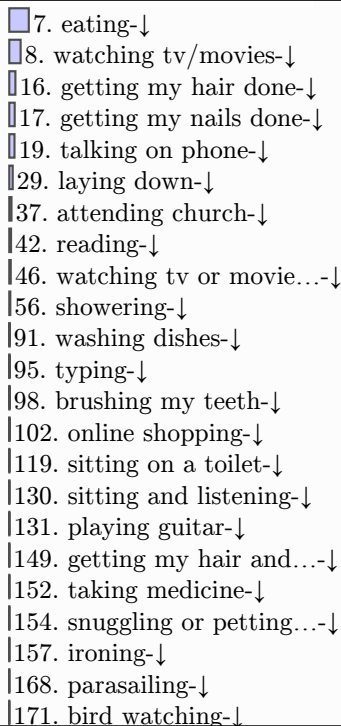 7. eating-↓
8. watching tv/movies-↓
16. getting my hair done-↓
17. getting my nails done-↓
19. talking on phone-↓
29. laying down-↓
37. attending church-↓
42. reading-↓
46. watching tv or movie…-↓
56. showering-↓
91. washing dishes-↓
95. typing-↓
98. brushing my teeth-↓
102. online shopping-↓
119. sitting on a toilet-↓
130. sitting and listening-↓
131. playing guitar-↓
149. getting my hair and…-↓
152. taking medicine-↓
154. snuggling or petting…-↓
157. ironing-↓
168. parasailing-↓
171. bird watching-↓